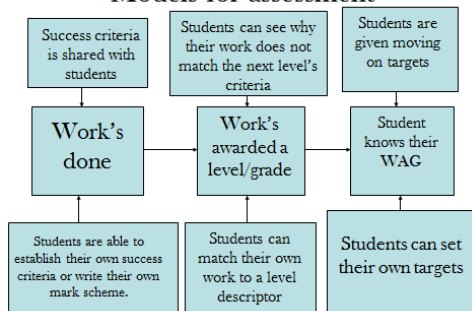 Models for assessment
Success criteria
is shared with
students
Students can see why
their work does not
match the next level's
criteria
Students are
given moving
on targets
Work's
done
Work's
awarded a
level/grade
Student
knows their
WAG
Students are able to
establish their own success
criteria or write their own
mark scheme.
Students can
match their own
work to a level
descriptor
Students can set
their own targets